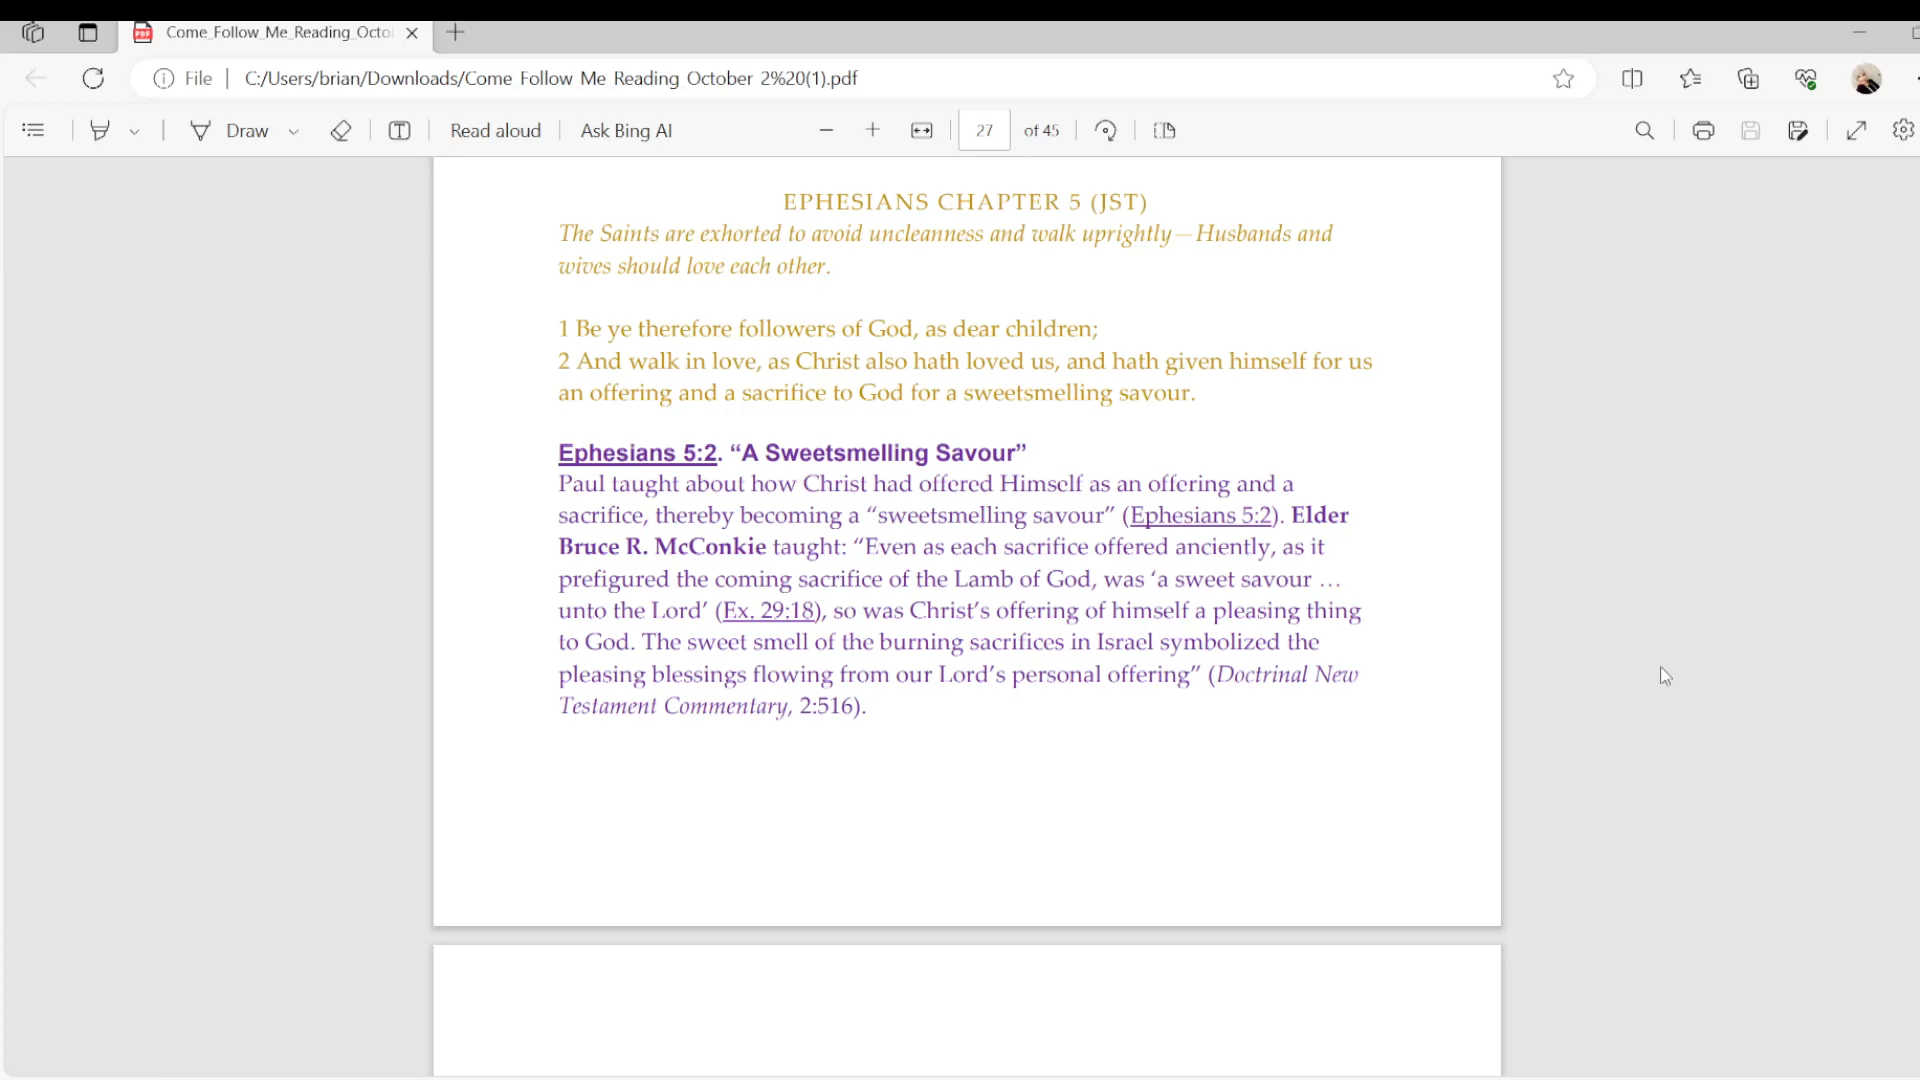 Come_Follow_Me_Reading_Octo
File
C:/Users/brian/Downloads/Come Follow Me Reading October 2%20(1).pdf
Draw
Read aloud
Ask Bing AI
27
of 45
EPHESIANS CHAPTER 5 (JST)
The Saints are exhorted to avoid uncleanness and walk uprightly—Husbands and
wives should love each other.
1 Be ye therefore followers of God, as dear children;
2 And walk in love, as Christ also hath loved us, and hath given himself for us
an offering and a sacrifice to God for a sweetsmelling savour.
Ephesians 5:2. “A Sweetsmelling Savour”
Paul taught about how Christ had offered Himself as an offering and a
sacrifice, thereby becoming a “sweetsmelling savour” (Ephesians 5:2). Elder
Bruce R. McConkie taught: “Even as each sacrifice offered anciently, as it
prefigured the coming sacrifice of the Lamb of God, was ‘a sweet savour …
unto the Lord’ (Ex. 29:18), so was Christ’s offering of himself a pleasing thing
to God. The sweet smell of the burning sacrifices in Israel symbolized the
pleasing blessings flowing from our Lord’s personal offering” (Doctrinal New
Testament Commentary, 2:516).